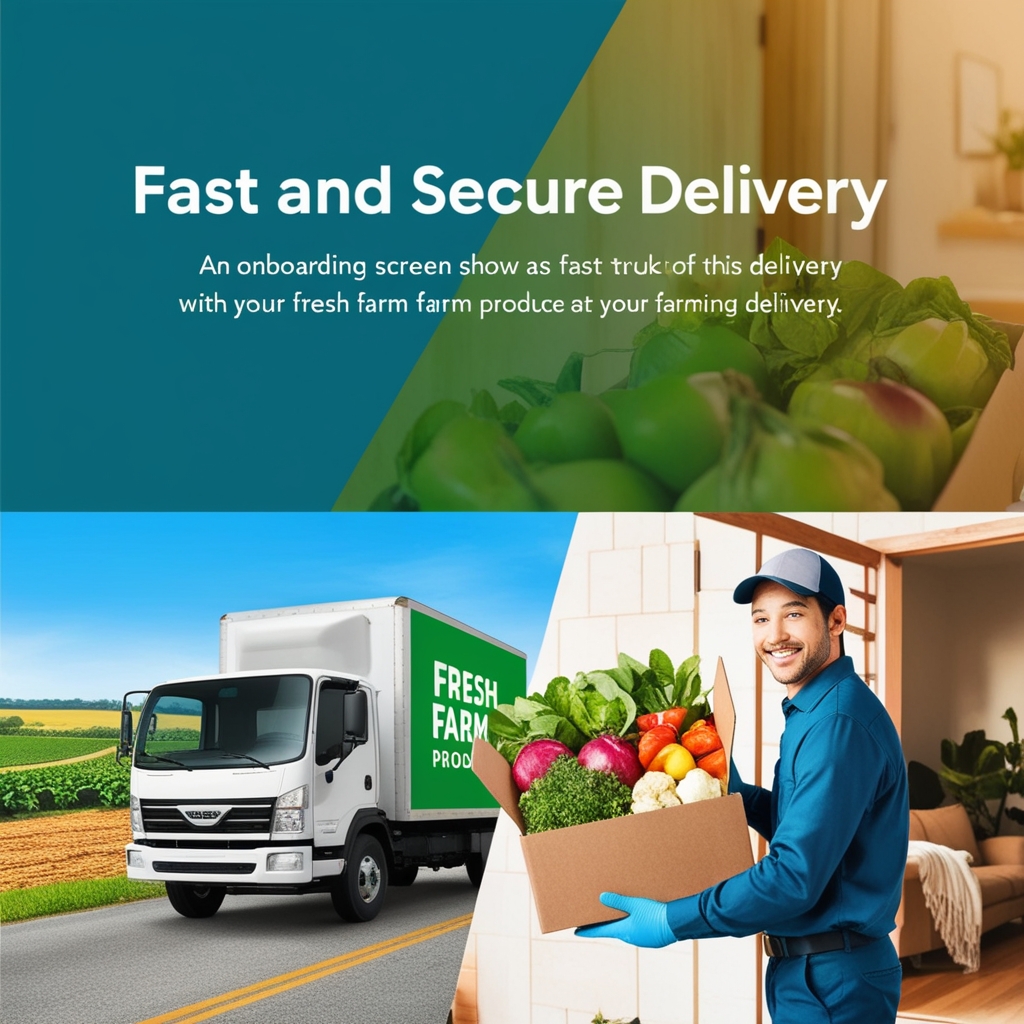 Fast and Secure Delivery
An onboarding screen show as fast truk of this delivery
with your fresh farm farm produce at your farming delivery.
FRESH
FARM
PROD